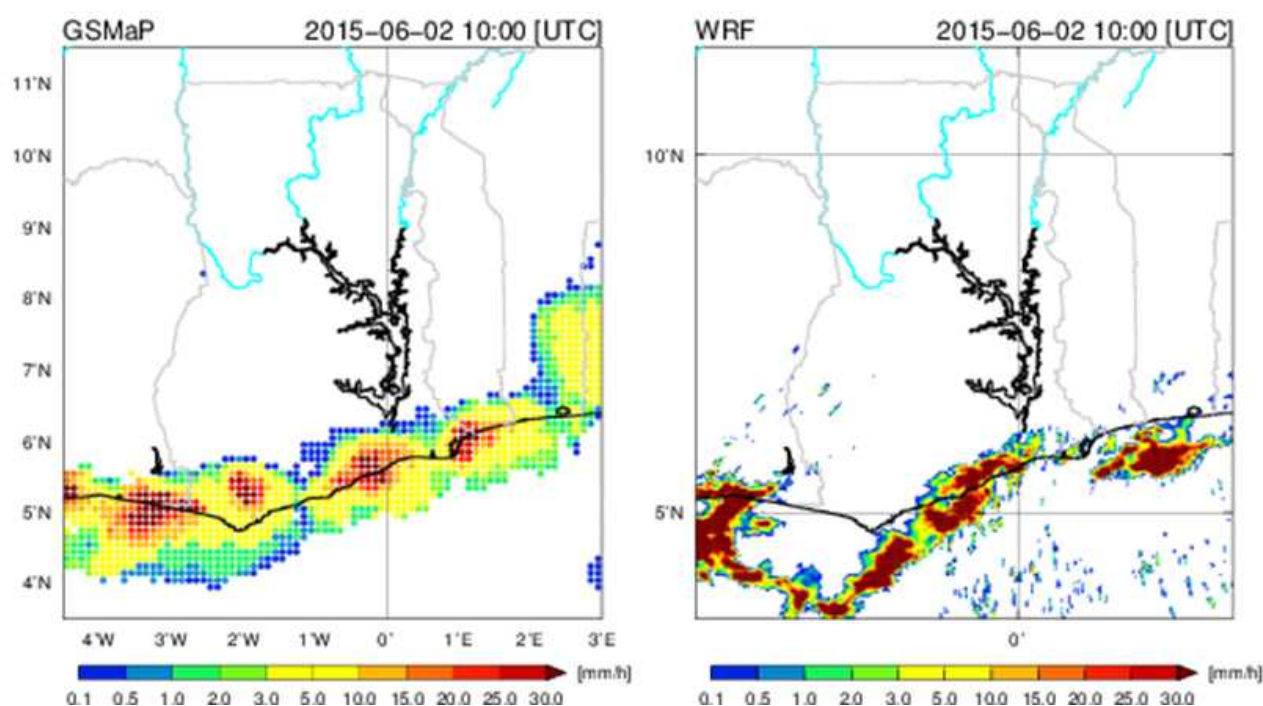 GSMaP 2015-06-02 10:00 [UTC]
WRF 2015-06-02 10:00 [UTC]
11˚N
10˚N
9˚N
8˚N
7˚N
6˚N
5˚N
4˚N
10˚N
5˚N
4˚W 3˚W 2˚W 1˚W 0˚ 1˚E 2˚E 3˚E
0˚
[mm/h]
0.1 0.5 1.0 2.0 3.0 5.0 10.0 15.0 20.0 25.0 30.0
[mm/h]
0.1 0.5 1.0 2.0 3.0 5.0 10.0 15.0 20.0 25.0 30.0